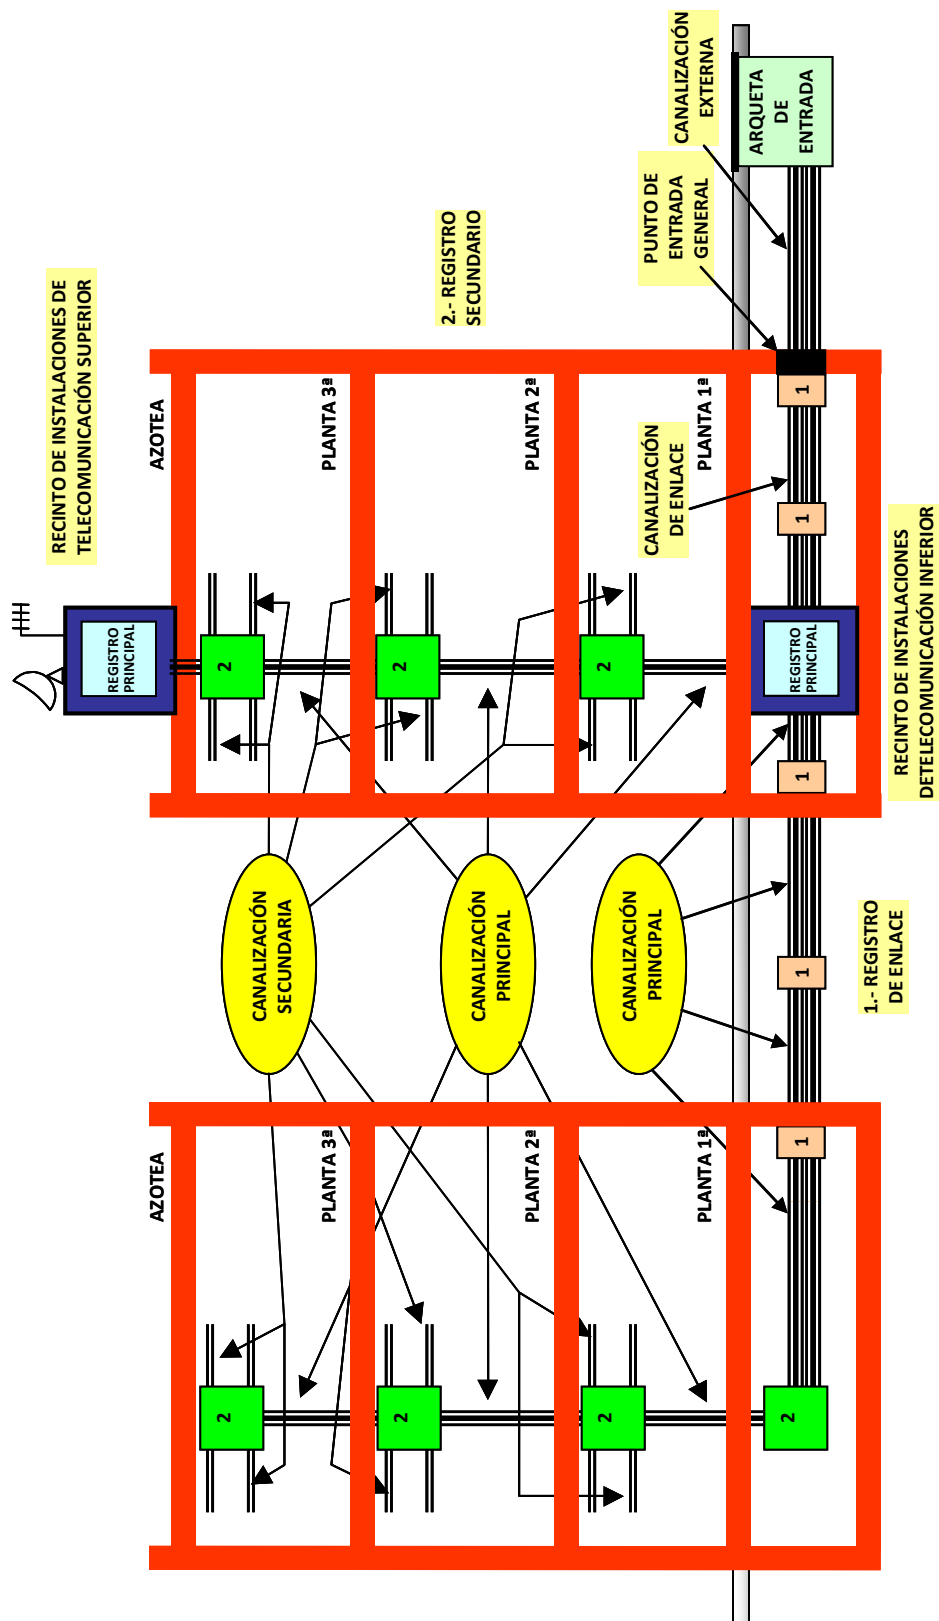 RECINTO DE INSTALACIONES DE
TELECOMUNICACIÓN SUPERIOR
REGISTRO
PRINCIPAL
AZOTEA
AZOTEA
2
CANALIZACIÓN
SECUNDARIA
2
PLANTA 3ª
PLANTA 3ª
2
2
2.- REGISTRO
SECUNDARIO
CANALIZACIÓN
PRINCIPAL
PLANTA 2ª
PLANTA 2ª
2
2
CANALIZACIÓN
PRINCIPAL
CANALIZACIÓN
DE ENLACE
PUNTO DE
ENTRADA
GENERAL
CANALIZACIÓN
EXTERNA
PLANTA 1ª
PLANTA 1ª
ARQUETA
DE
ENTRADA
2
1
1
1
REGISTRO
PRINCIPAL
1
1
1.- REGISTRO
DE ENLACE
RECINTO DE INSTALACIONES
DETELECOMUNICACIÓN INFERIOR